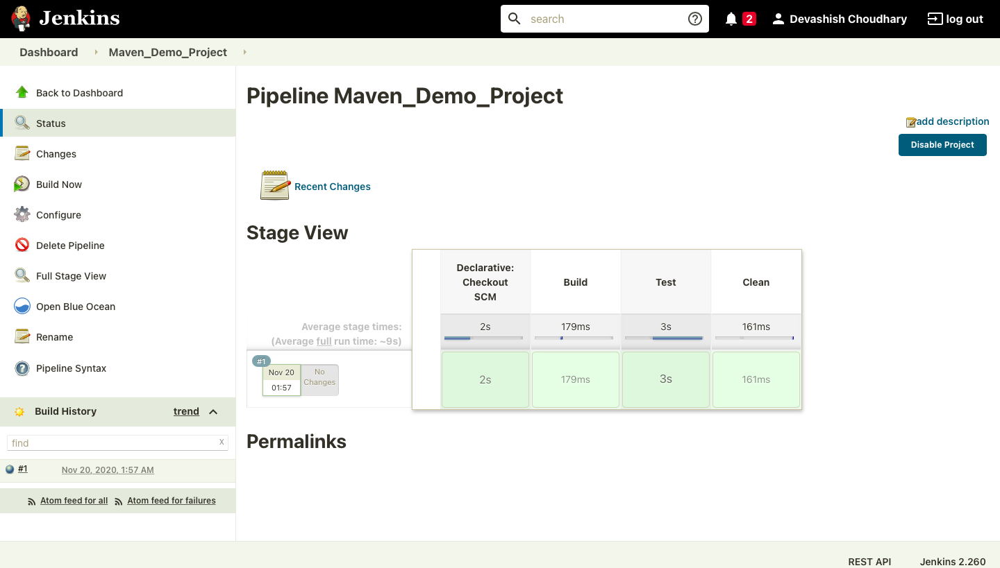 Jenkins
search
2
Devashish Choudhary
log out
Dashboard
Maven_Demo_Project
Back to Dashboard
Status
Changes
Build Now
Configure
Delete Pipeline
Full Stage View
Open Blue Ocean
Rename
Pipeline Syntax
Build History
trend
find
X
#1
Nov 20, 2020, 1:57 AM
Atom feed for all
Atom feed for failures
Pipeline Maven_Demo_Project
add description
Disable Project
Recent Changes
Stage View
Declarative:
Checkout
SCM
Build
Test
Clean
Average stage times:
(Average full run time: ~9s)
2s
179ms
3s
161ms
#1
Nov 20
01:57
No
Changes
2s
179ms
3s
161ms
Permalinks
REST API
Jenkins 2.260